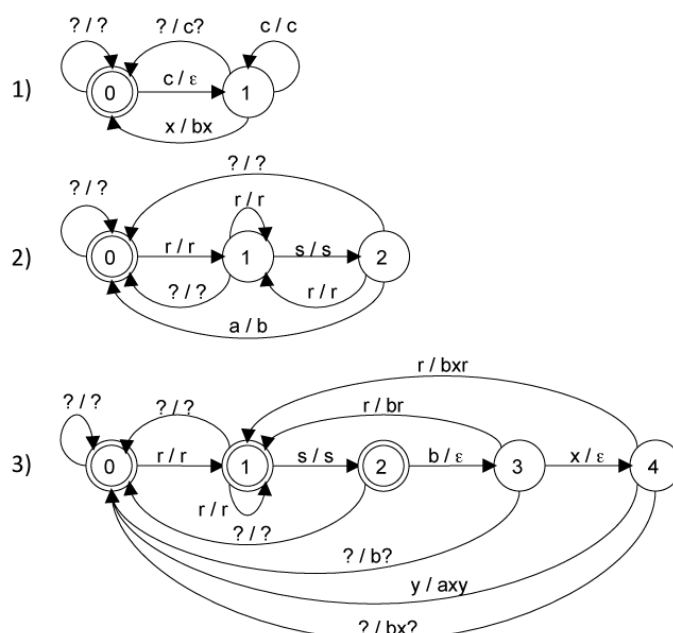 ? / ? ? / c? c / c
1) 0 c / ε 1
x / bx
? / ?
? / ? r / r
2) 0 r / r 1 s / s 2
? / ? r / r
a / b
r / bxr
? / ? ? / ? r / br
3) 0 r / r 1 s / s 2 b / ε 3 x / ε 4
r / r
? / ?
? / b?
y / axy
? / bx?